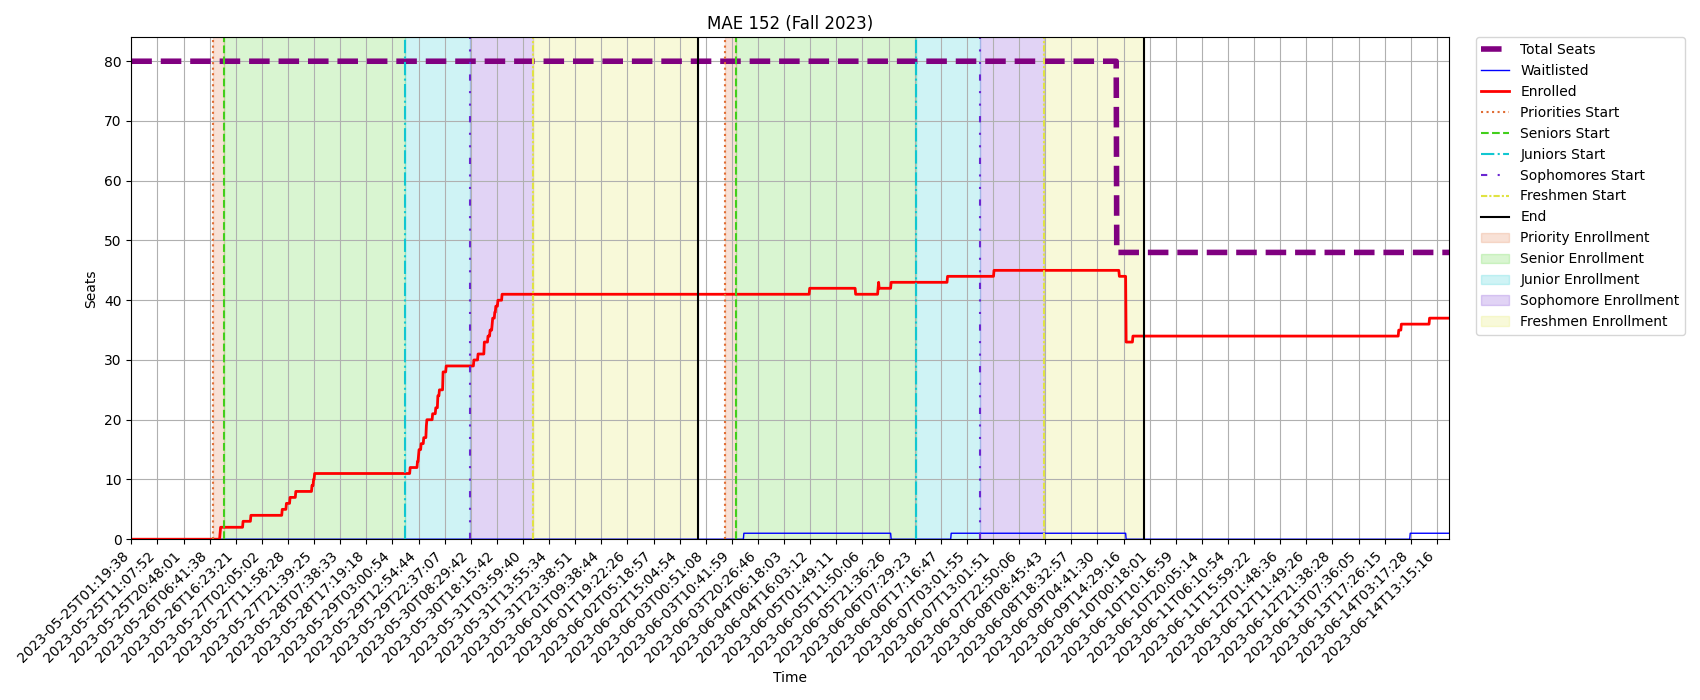 MAE 152 (Fall 2023)
80
70
60
50
40
30
20
10
0
Seats
2023-05-25T01:19:38
2023-05-25T11:07:52
2023-05-25T20:48:01
2023-05-26T06:41:38
2023-05-26T16:23:21
2023-05-27T02:05:02
2023-05-27T11:58:28
2023-05-27T21:39:25
2023-05-28T07:38:33
2023-05-28T17:19:18
2023-05-29T03:00:54
2023-05-29T12:54:44
2023-05-29T22:37:07
2023-05-30T08:29:42
2023-05-30T18:15:42
2023-05-31T03:59:40
2023-05-31T13:55:34
2023-05-31T23:38:51
2023-06-01T09:38:44
2023-06-01T19:22:26
2023-06-02T05:18:57
2023-06-02T15:04:54
2023-06-03T00:51:08
2023-06-03T10:41:59
2023-06-03T20:26:46
2023-06-04T06:18:03
2023-06-04T16:03:12
2023-06-05T01:49:11
2023-06-05T11:50:06
2023-06-05T21:36:26
2023-06-06T07:29:23
2023-06-06T17:16:47
2023-06-07T03:01:55
2023-06-07T13:01:51
2023-06-07T22:50:06
2023-06-08T08:45:43
2023-06-08T18:32:57
2023-06-09T04:41:30
2023-06-09T14:29:16
2023-06-10T00:18:01
2023-06-10T10:16:59
2023-06-10T20:05:14
2023-06-11T06:10:54
2023-06-11T15:59:22
2023-06-12T01:48:36
2023-06-12T11:49:26
2023-06-12T21:38:28
2023-06-13T07:36:05
2023-06-13T17:26:15
2023-06-14T03:17:28
2023-06-14T13:15:16
Time
Total Seats
Waitlisted
Enrolled
Priorities Start
Seniors Start
Juniors Start
Sophomores Start
Freshmen Start
End
Priority Enrollment
Senior Enrollment
Junior Enrollment
Sophomore Enrollment
Freshmen Enrollment